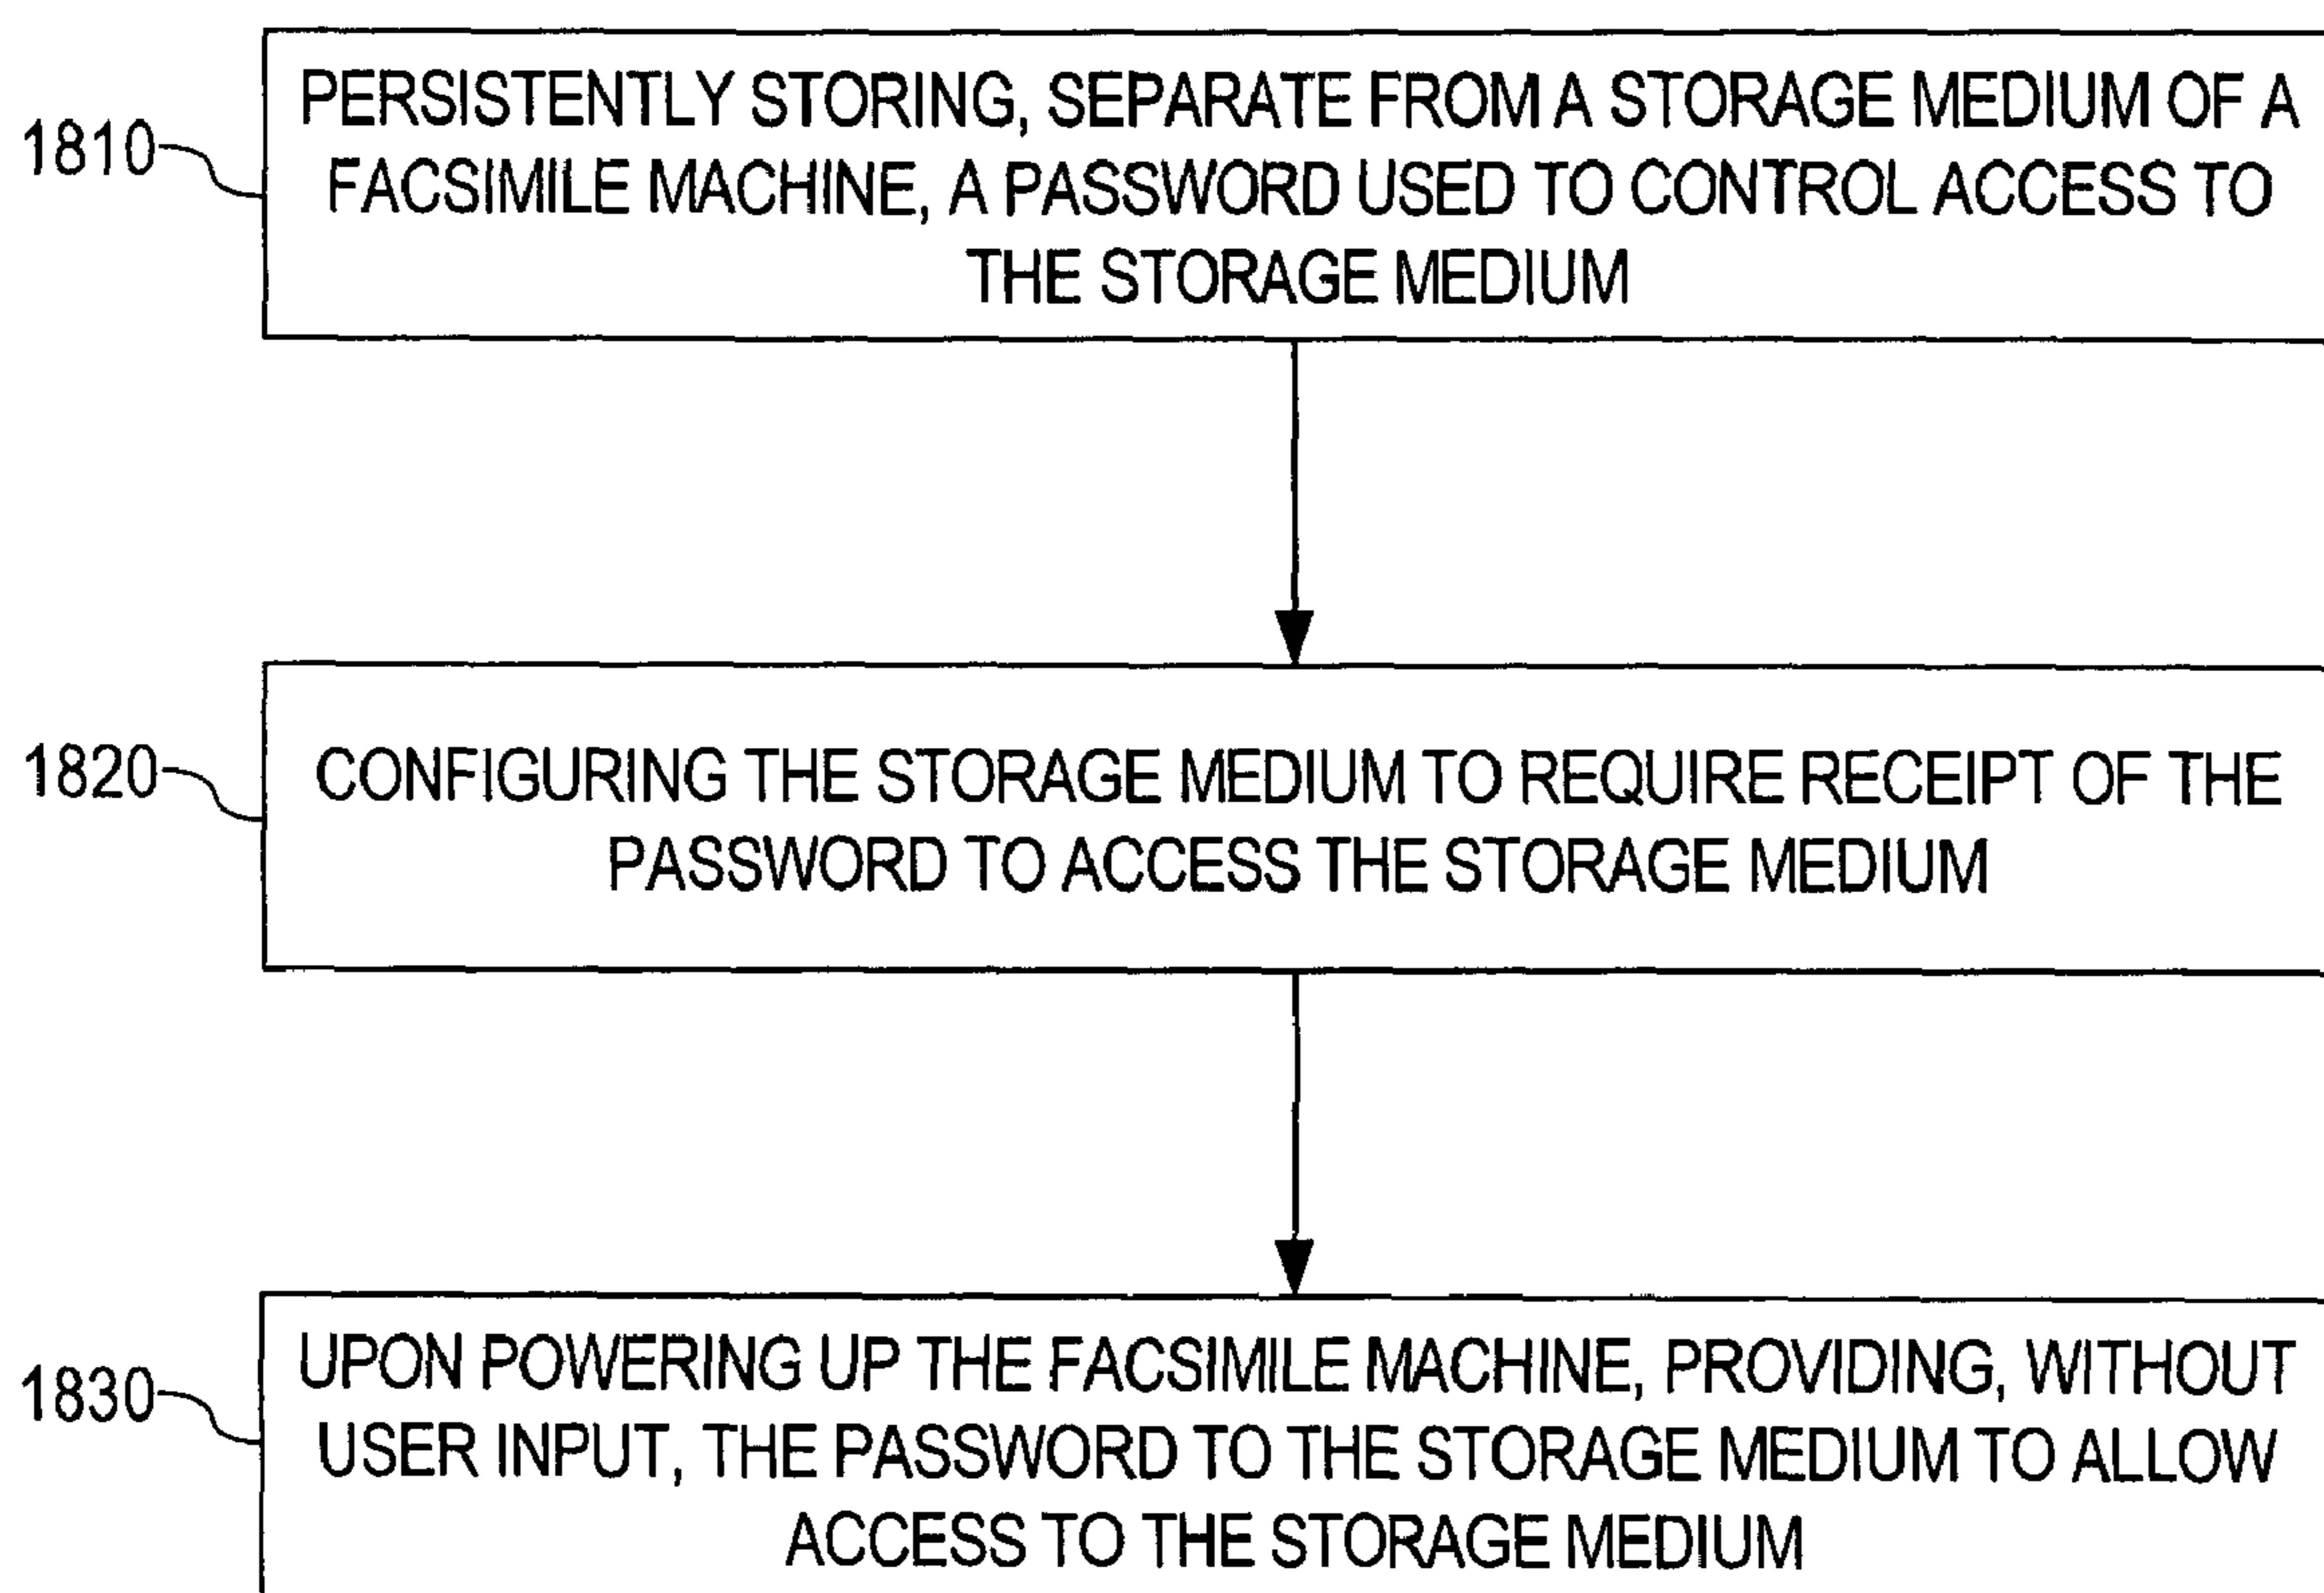 1810
PERSISTENTLY STORING, SEPARATE FROM A STORAGE MEDIUM OF A
FACSIMILE MACHINE, A PASSWORD USED TO CONTROL ACCESS TO
THE STORAGE MEDIUM
1820
CONFIGURING THE STORAGE MEDIUM TO REQUIRE RECEIPT OF THE
PASSWORD TO ACCESS THE STORAGE MEDIUM
1830
UPON POWERING UP THE FACSIMILE MACHINE, PROVIDING, WITHOUT
USER INPUT, THE PASSWORD TO THE STORAGE MEDIUM TO ALLOW
ACCESS TO THE STORAGE MEDIUM